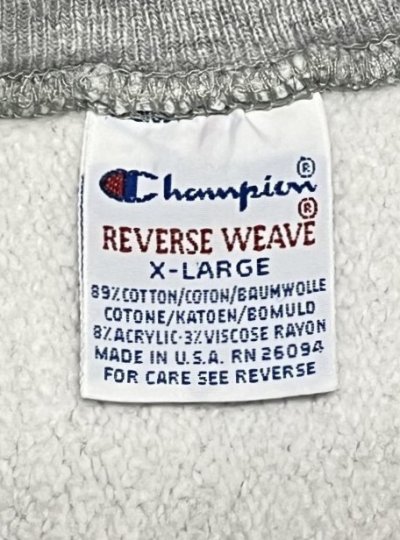 Champion®
®
REVERSE WEAVE
X-LARGE
89% COTTON/COTON/BAUMWOLLE
COTONE/KATOEN/BOMULD
8% ACRYLIC·3% VISCOSE RAYON
MADE IN U.S.A. RN 26094
FOR CARE SEE REVERSE